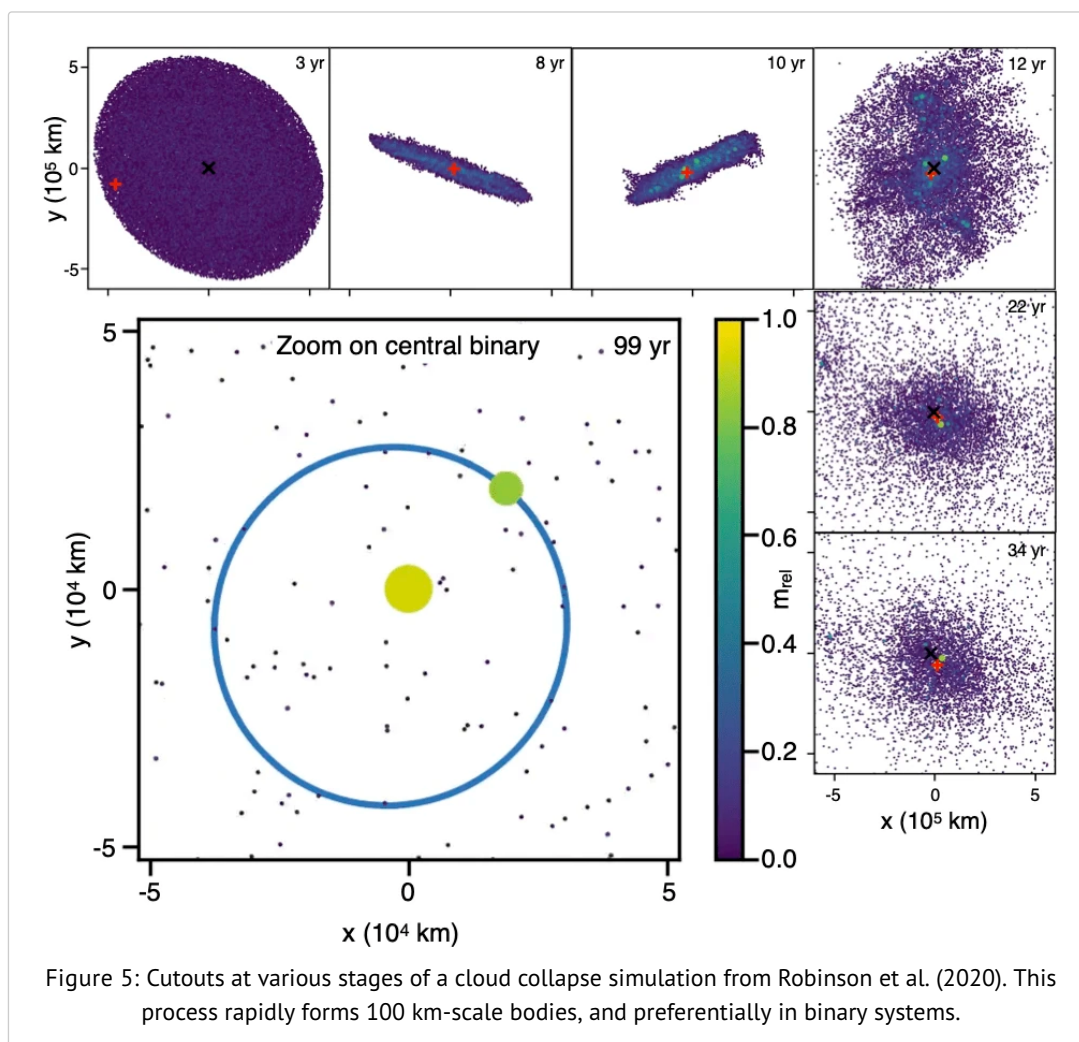 3 yr
8 yr
10 yr
12 yr
5
0
-5
y (10⁵ km)
22 yr
34 yr
-5
0
5
x (10⁵ km)
Zoom on central binary
99 yr
5
0
-5
y (10⁴ km)
-5
0
5
x (10⁴ km)
1.0
0.8
0.6
0.4
0.2
0.0
mrel
Figure 5: Cutouts at various stages of a cloud collapse simulation from Robinson et al. (2020). This
process rapidly forms 100 km-scale bodies, and preferentially in binary systems.